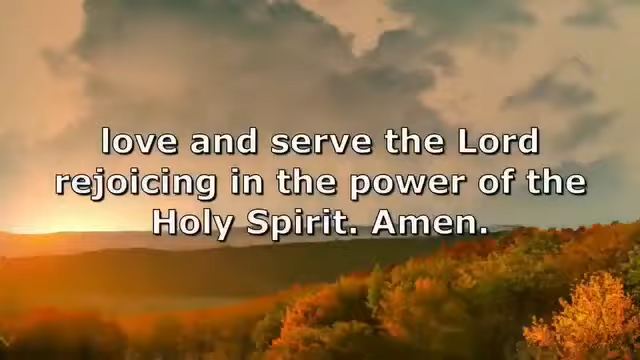 love and serve the Lord
rejoicing in the power of the
Holy Spirit. Amen.